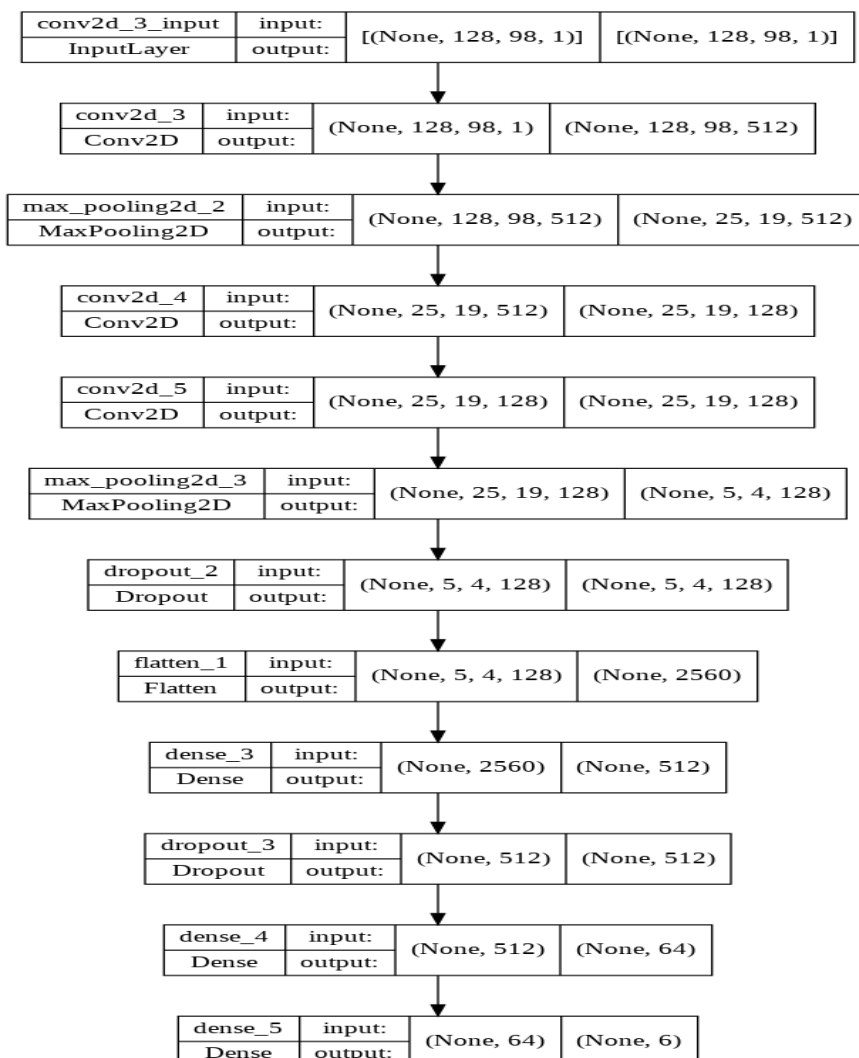 conv2d_3_input input: [(None, 128, 98, 1)] [(None, 128, 98, 1)]
InputLayer output:
conv2d_3 input: (None, 128, 98, 1) (None, 128, 98, 512)
Conv2D output:
max_pooling2d_2 input: (None, 128, 98, 512) (None, 25, 19, 512)
MaxPooling2D output:
conv2d_4 input: (None, 25, 19, 512) (None, 25, 19, 128)
Conv2D output:
conv2d_5 input: (None, 25, 19, 128) (None, 25, 19, 128)
Conv2D output:
max_pooling2d_3 input: (None, 25, 19, 128) (None, 5, 4, 128)
MaxPooling2D output:
dropout_2 input: (None, 5, 4, 128) (None, 5, 4, 128)
Dropout output:
flatten_1 input: (None, 5, 4, 128) (None, 2560)
Flatten output:
dense_3 input: (None, 2560) (None, 512)
Dense output:
dropout_3 input: (None, 512) (None, 512)
Dropout output:
dense_4 input: (None, 512) (None, 64)
Dense output:
dense_5 input: (None, 64) (None, 6)
Dense output: